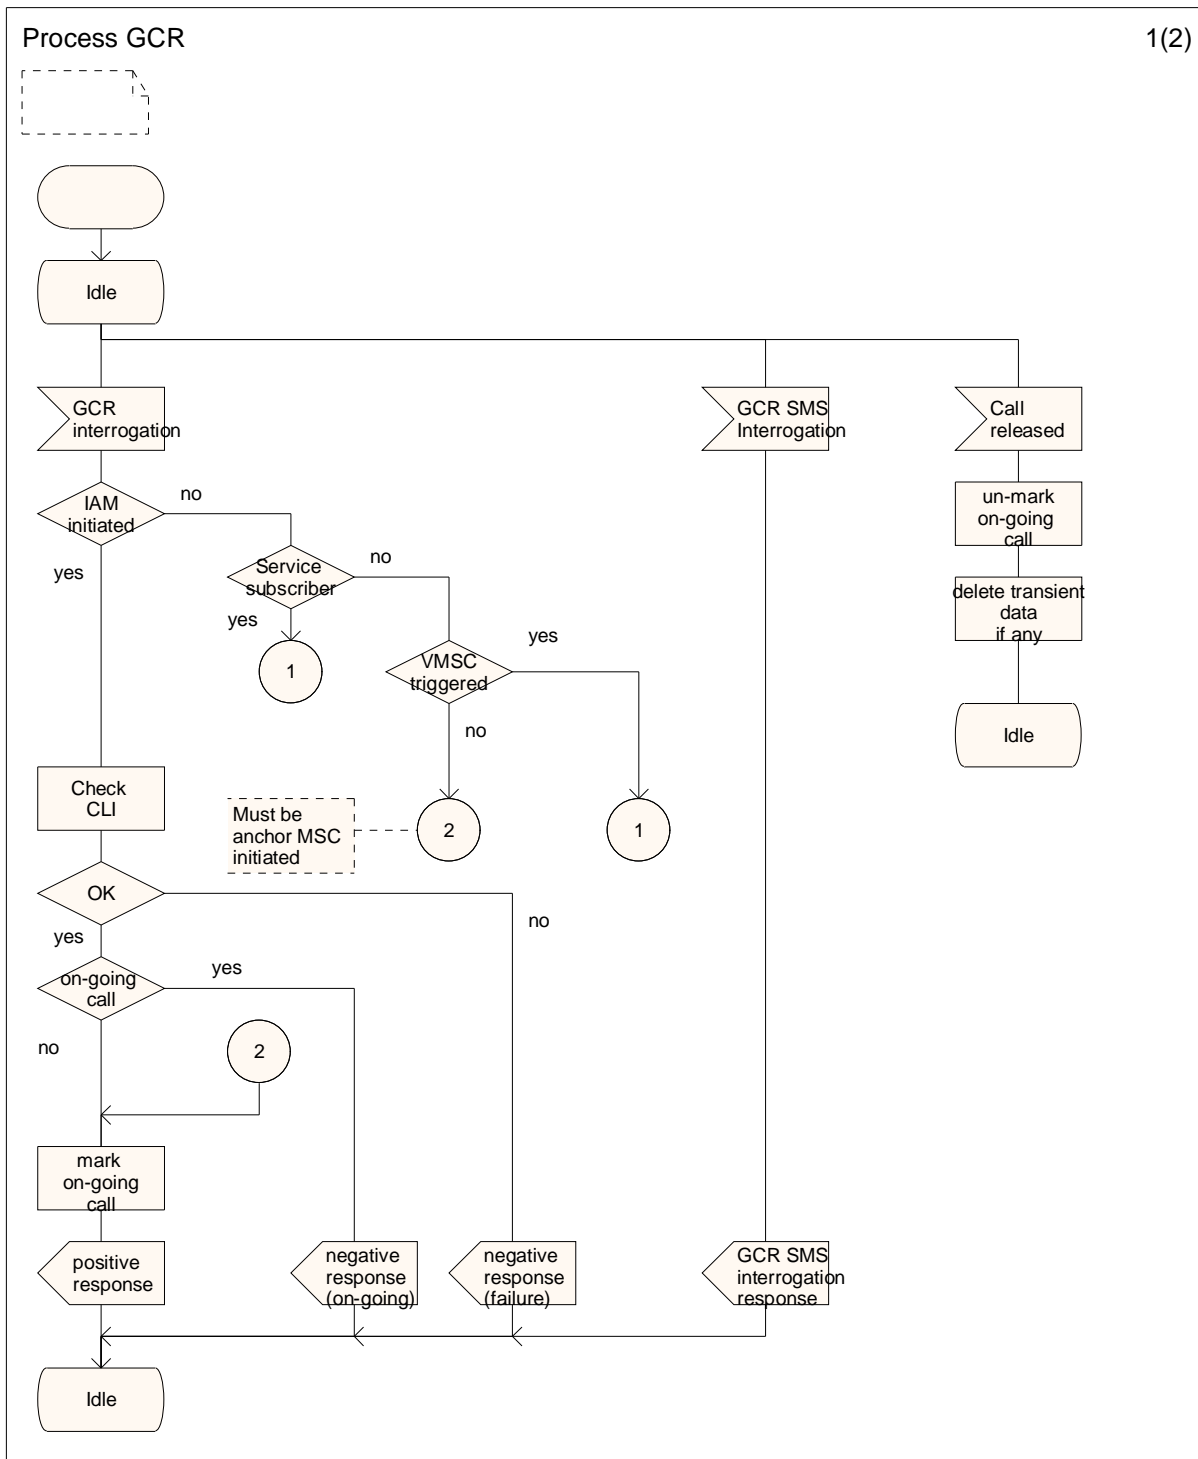 Process GCR
1(2)
Idle
GCR
interrogation
GCR SMS
Interrogation
Call
released
IAM
initiated
no
yes
un-mark
on-going
call
Service
subscriber
no
yes
delete transient
data
if any
1
VMSC
triggered
yes
no
Idle
Check
CLI
Must be
anchor MSC
initiated
2
1
OK
no
yes
on-going
call
yes
no
2
mark
on-going
call
positive
response
negative
response
(on-going)
negative
response
(failure)
GCR SMS
interrogation
response
Idle